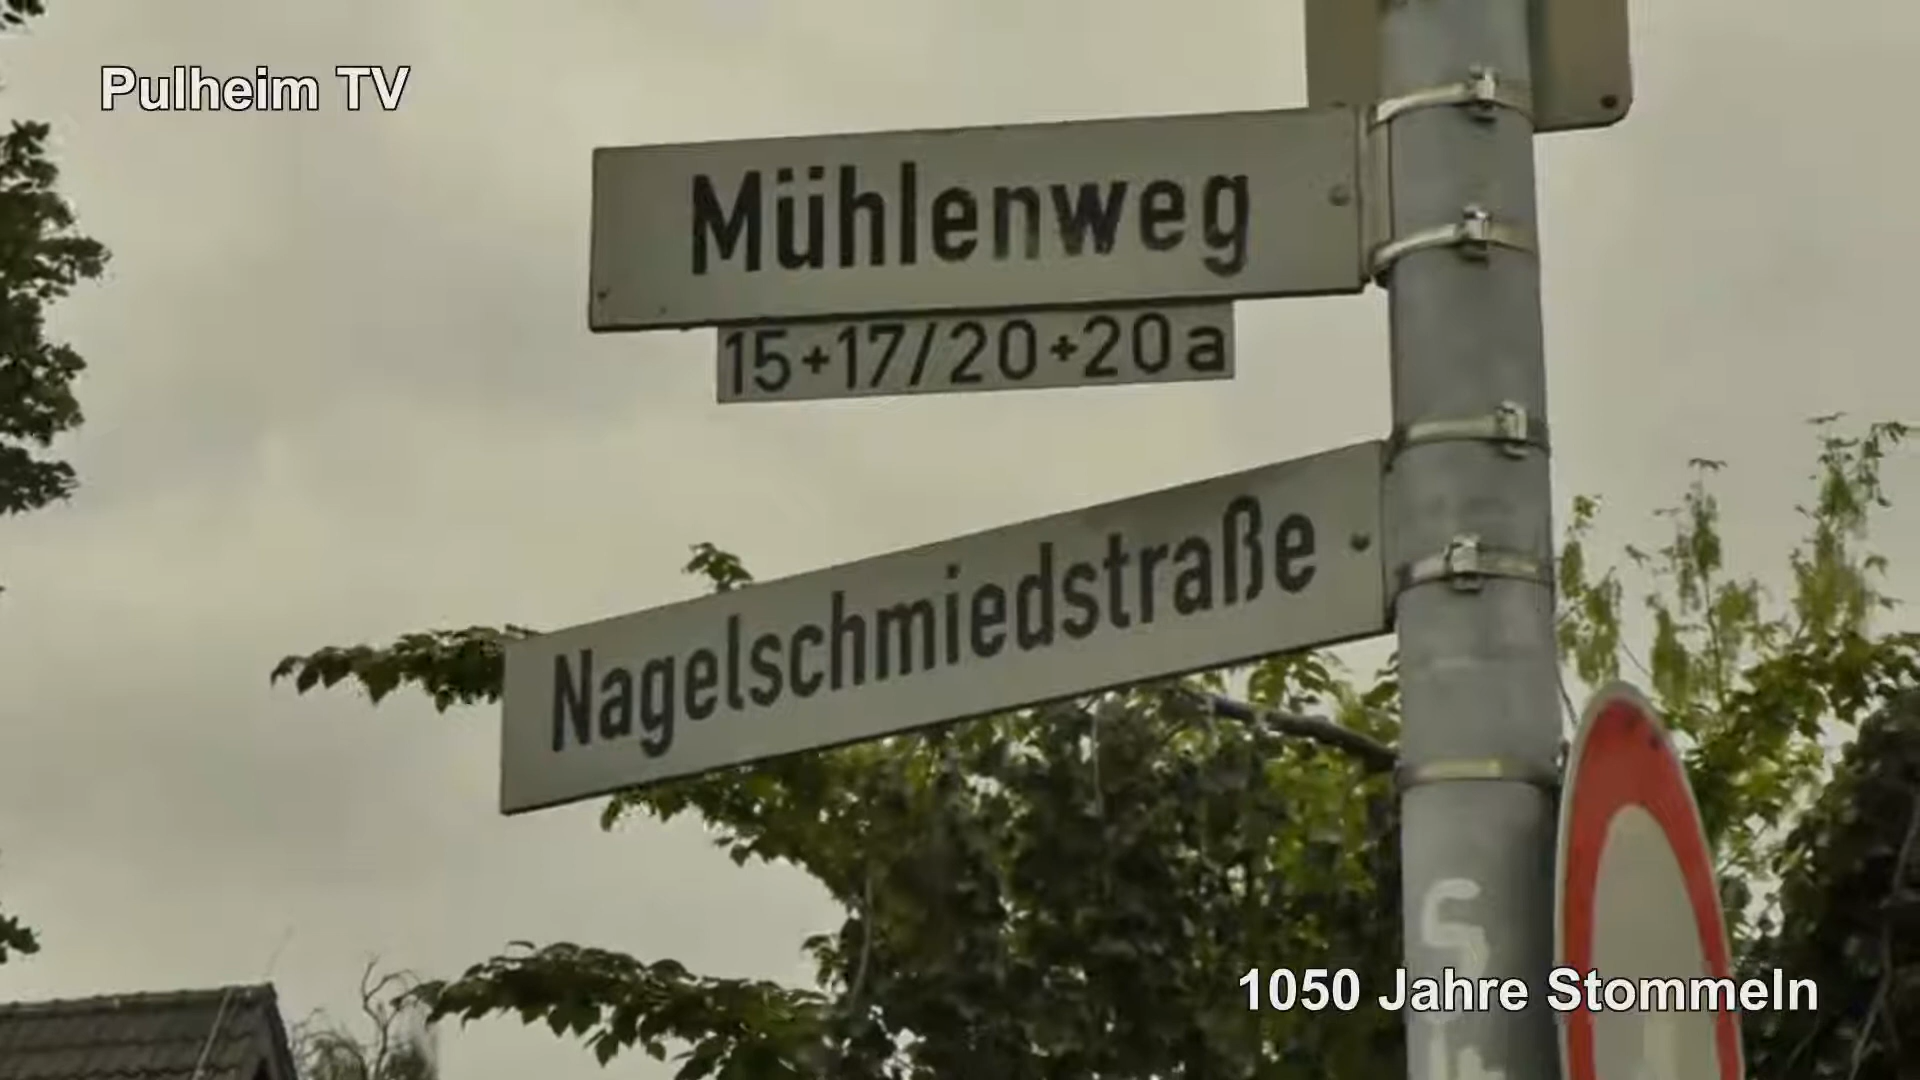 Pulheim TV
Mühlenweg
15+17/20+20a
Nagelschmiedstraße
1050 Jahre Stommeln